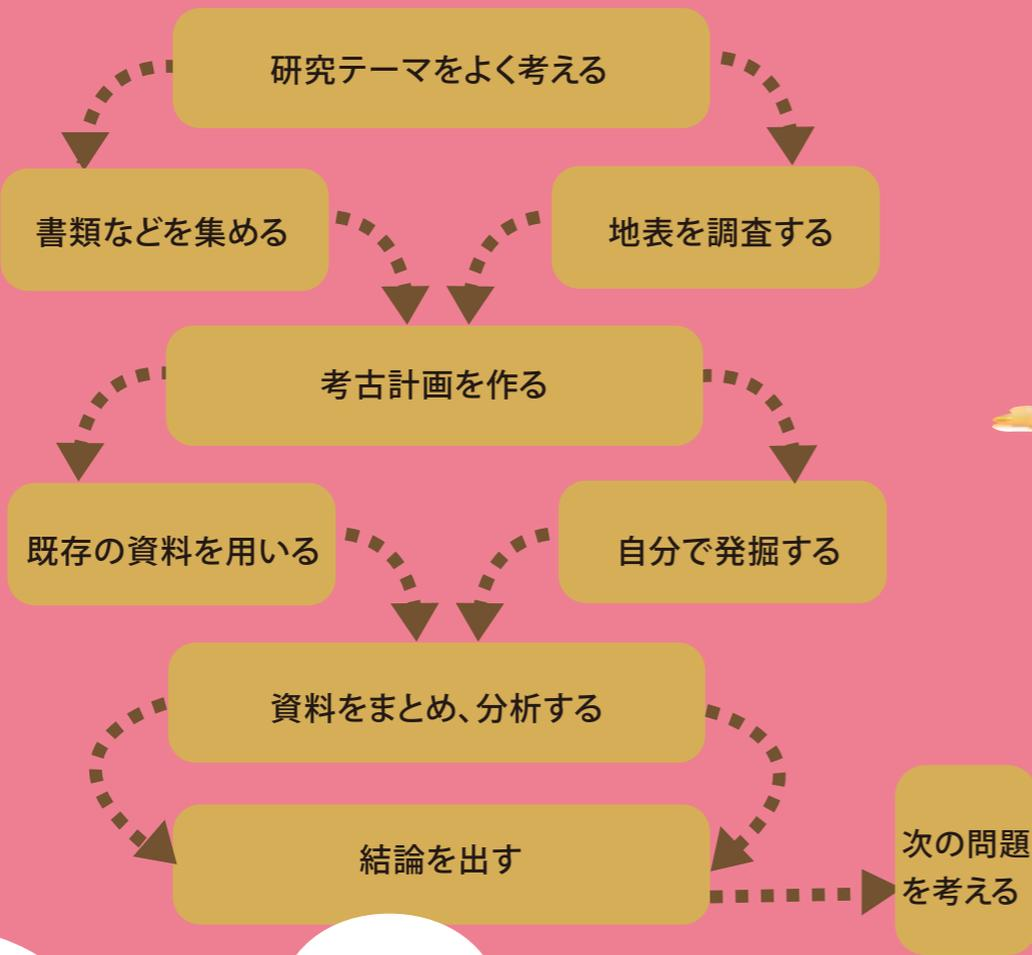 研究テーマをよく考える
書類などを集める
地表を調査する
考古計画を作る
既存の資料を用いる
自分で発掘する
資料をまとめ、分析する
結論を出す
次の問題
を考える